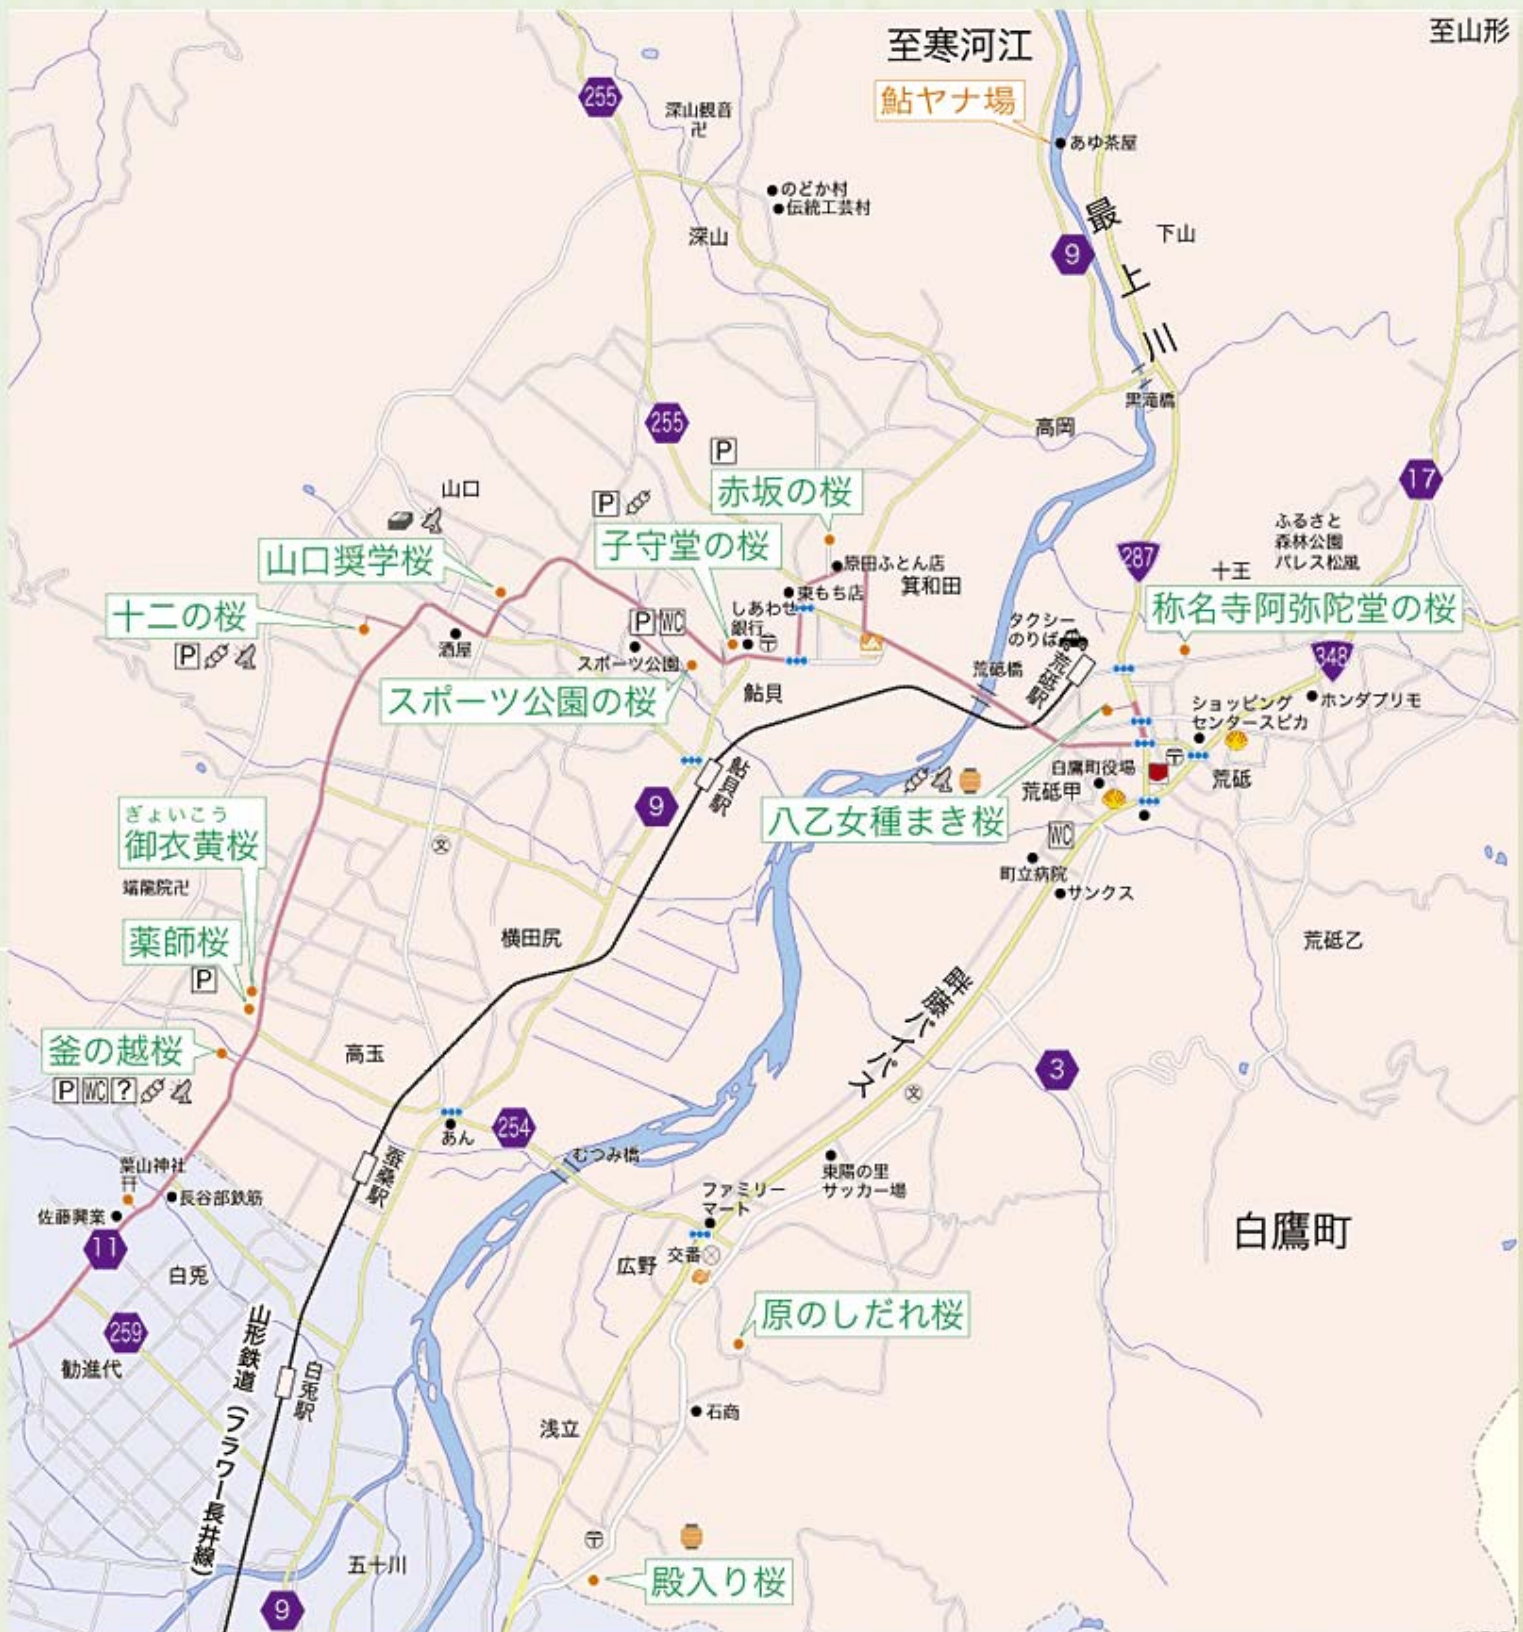 至寒河江
至山形
鮎ヤナ場
255
深山観音
卍
あゆ茶屋
のどか村
伝統工芸村
深山
最上川
下山
9
黒滝橋
高岡
255
P
17
山口
赤坂の桜
P
ふるさと
森林公園
パレス松風
子守堂の桜
山口奨学桜
287
原田ふとん店
箕和田
十王
東もち店
称名寺阿弥陀堂の桜
十二の桜
しあわせ
銀行
〒
P WC
タクシー
のりば
酒屋
スポーツ公園
P
荒砥橋
荒砥駅
348
スポーツ公園の桜
鮎貝
ショッピング
センタースピカ
ホンダプリモ
鮎貝駅
白鷹町役場
〒
荒砥甲
荒砥
9
八乙女種まき桜
ぎょいこう
御衣黄桜
文
WC
町立病院
サンクス
卍
薬師桜
横田尻
荒砥乙
P
畔藤バイパス
釜の越桜
高玉
P WC ?
3
文
254
あん
むつみ橋
蚕桑駅
東陽の里
サッカー場
葉山神社
長谷部鉄筋
佐藤興業
ファミリー
マート
11
白兎
交番
広野
白鷹町
原のしだれ桜
259
勧進代
山形鉄道(フラワー長井線)
白兎駅
石商
浅立
〒
五十川
殿入り桜
9